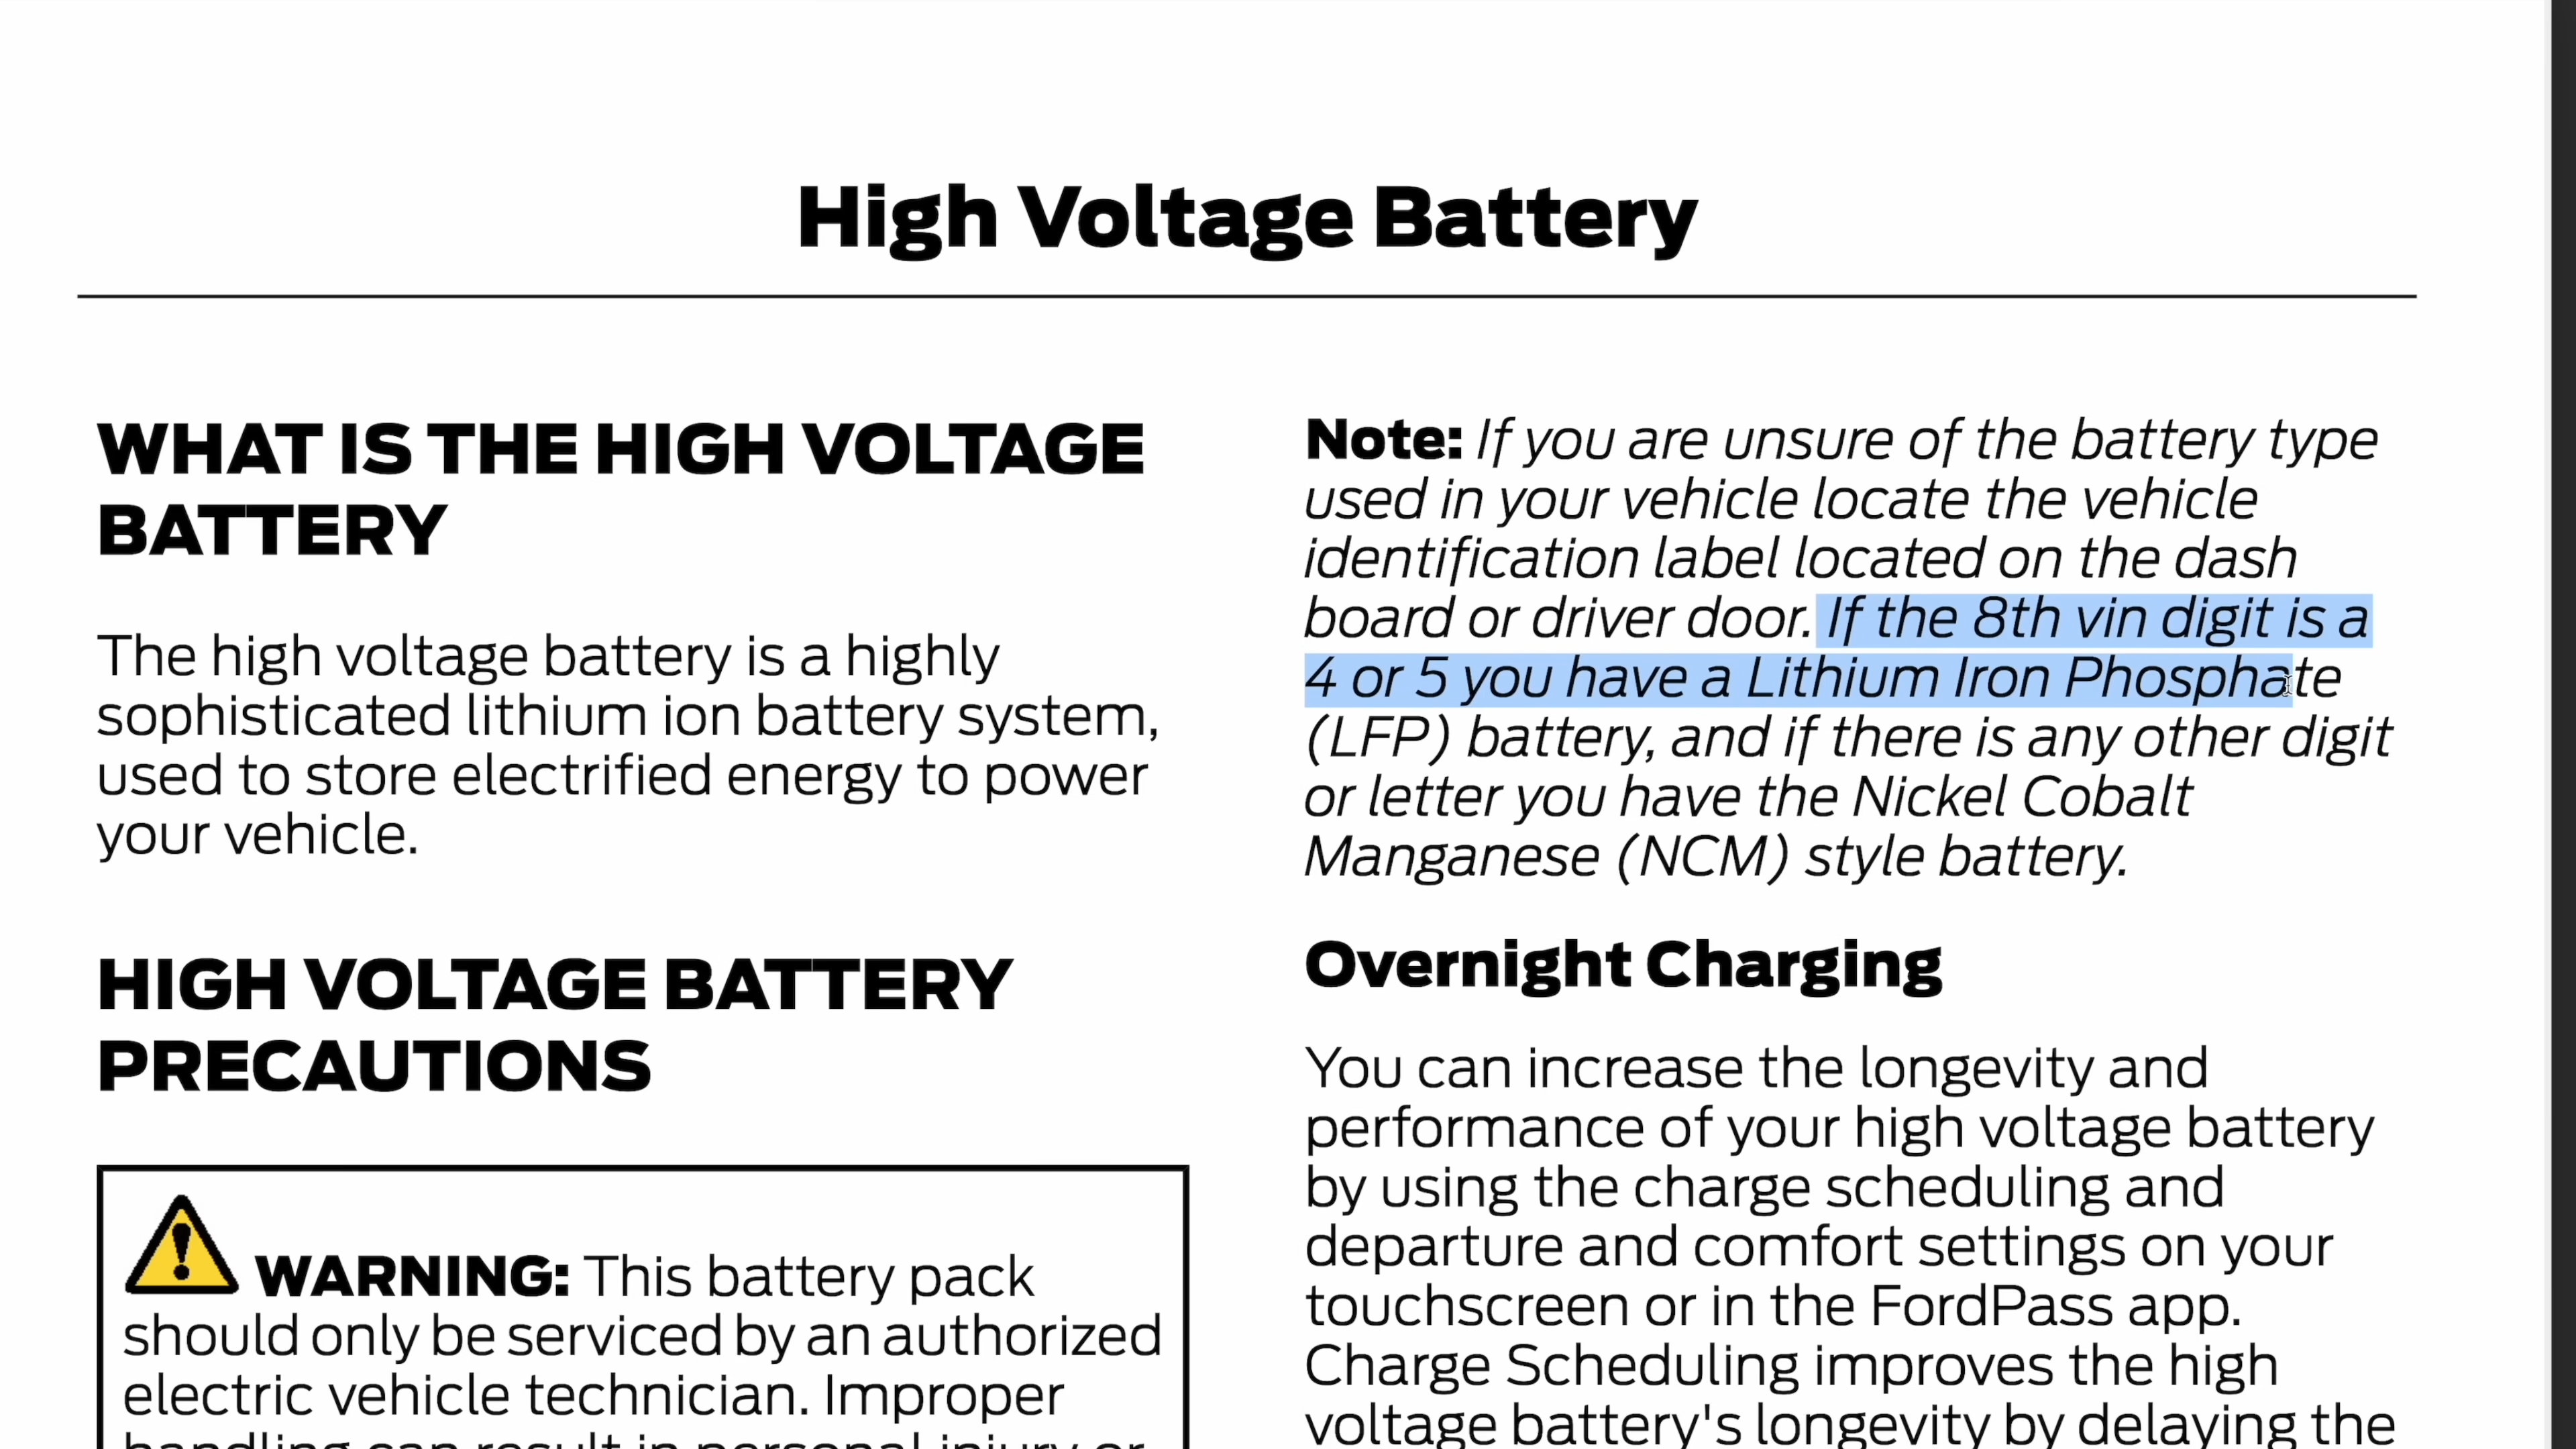 High Voltage Battery
WHAT IS THE HIGH VOLTAGE
BATTERY
The high voltage battery is a highly
sophisticated lithium ion battery system,
used to store electrified energy to power
your vehicle.
HIGH VOLTAGE BATTERY
PRECAUTIONS
WARNING: This battery pack
should only be serviced by an authorized
electric vehicle technician. Improper
handling can result in personal injury or
Note: If you are unsure of the battery type
used in your vehicle locate the vehicle
identification label located on the dash
board or driver door. If the 8th vin digit is a
4 or 5 you have a Lithium Iron Phosphate
(LFP) battery, and if there is any other digit
or letter you have the Nickel Cobalt
Manganese (NCM) style battery.
Overnight Charging
You can increase the longevity and
performance of your high voltage battery
by using the charge scheduling and
departure and comfort settings on your
touchscreen or in the FordPass app.
Charge Scheduling improves the high
voltage battery's longevity by delaying the